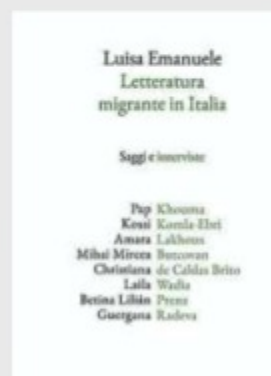 Luisa Emanuele
Letteratura
migrante in Italia
Saggi e interviste
Pap Khouma
Kossi Komla-Ebri
Amara Lakhous
Mihai Mircea Butcovan
Christiana de Caldas Brito
Laila Wadia
Betina Lilián Prenz
Guergana Radeva